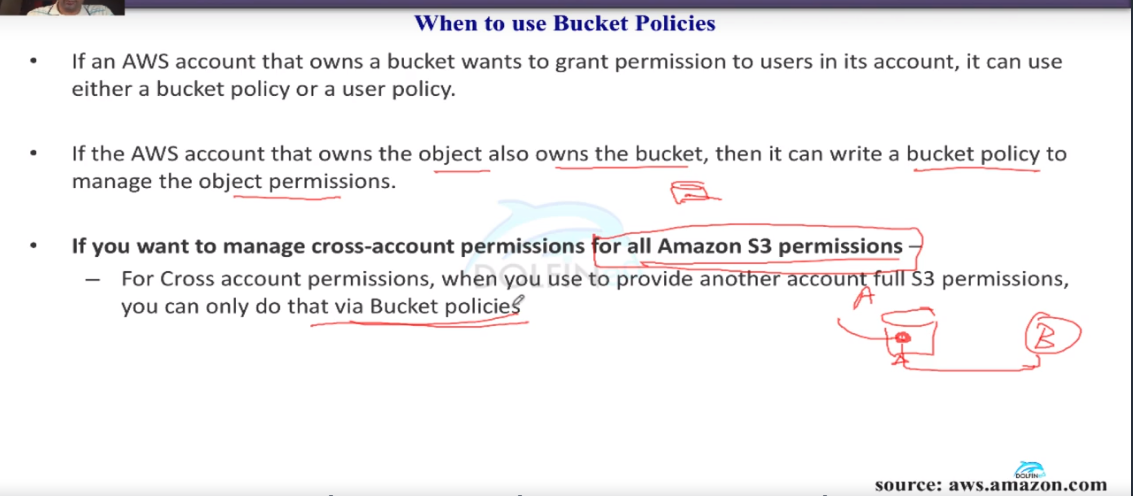 When to use Bucket Policies
• If an AWS account that owns a bucket wants to grant permission to users in its account, it can use
either a bucket policy or a user policy.
• If the AWS account that owns the object also owns the bucket, then it can write a bucket policy to
manage the object permissions.
• If you want to manage cross-account permissions for all Amazon S3 permissions –
– For Cross account permissions, when you use to provide another account full S3 permissions,
you can only do that via Bucket policies
A
B
A
DOLFIN
DOLFIN
source: aws.amazon.com